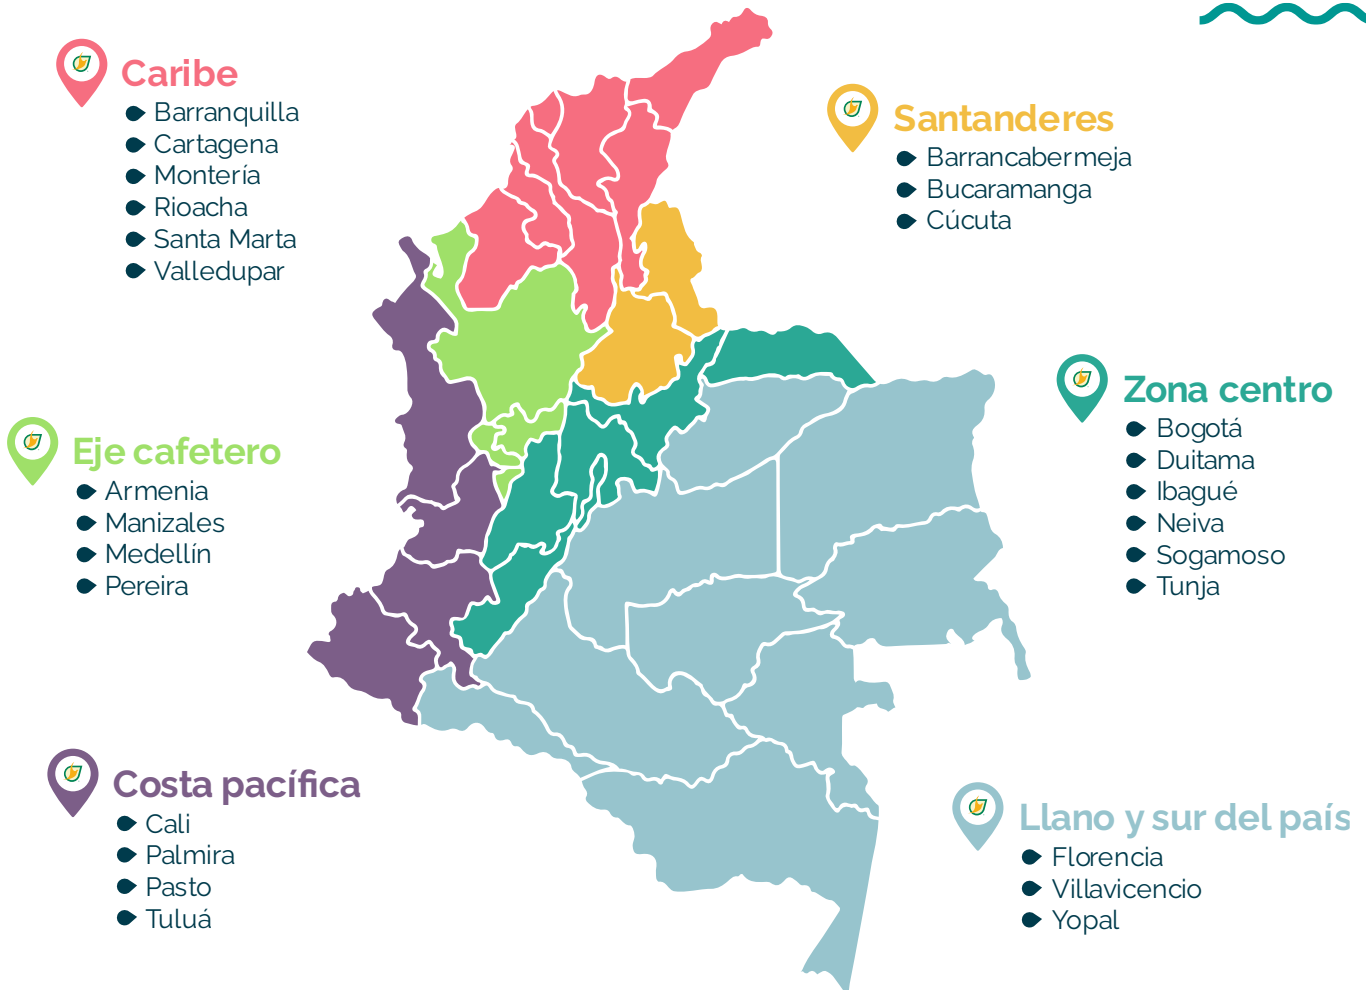 Caribe
Barranquilla
Cartagena
Montería
Rioacha
Santa Marta
Valledupar
Santanderes
Barrancabermeja
Bucaramanga
Cúcuta
Zona centro
Bogotá
Duitama
Ibagué
Neiva
Sogamoso
Tunja
Eje cafetero
Armenia
Manizales
Medellín
Pereira
Costa pacífica
Cali
Palmira
Pasto
Tuluá
Llano y sur del país
Florencia
Villavicencio
Yopal